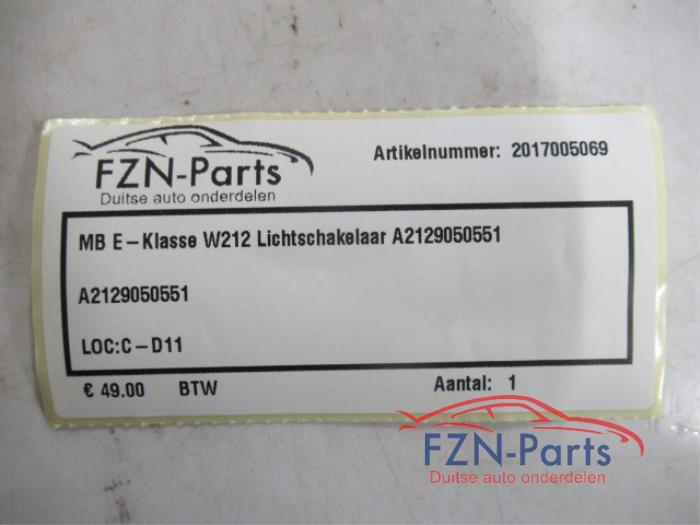 FZN-Parts
Duitse auto onderdelen
Artikelnummer: 2017005069
MB E-Klasse W212 Lichtschakelaar A2129050551
A2129050551
LOC:C-D11
€ 49.00 BTW
Aantal: 1
FZN-Parts
Duitse auto onderdelen